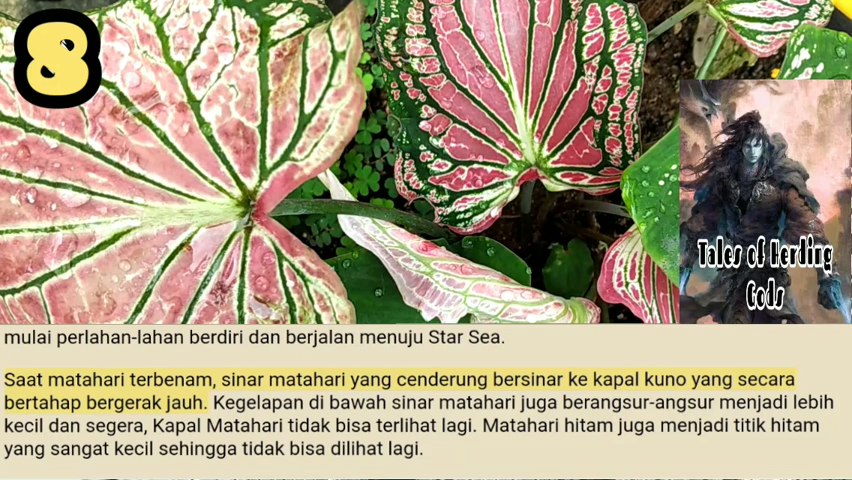 8
Tales of Herding
Gods
mulai perlahan-lahan berdiri dan berjalan menuju Star Sea.
Saat matahari terbenam, sinar matahari yang cenderung bersinar ke kapal kuno yang secara
bertahap bergerak jauh. Kegelapan di bawah sinar matahari juga berangsur-angsur menjadi lebih
kecil dan segera, Kapal Matahari tidak bisa terlihat lagi. Matahari hitam juga menjadi titik hitam
yang sangat kecil sehingga tidak bisa dilihat lagi.